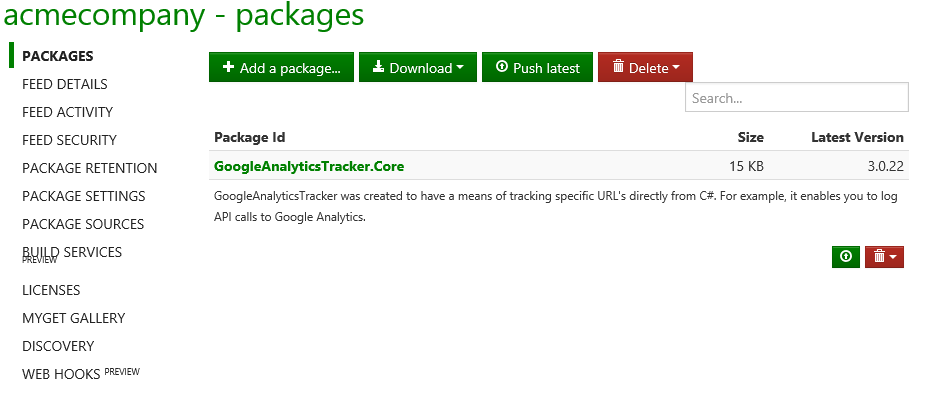 acmecompany - packages
PACKAGES
FEED DETAILS
FEED ACTIVITY
FEED SECURITY
PACKAGE RETENTION
PACKAGE SETTINGS
PACKAGE SOURCES
BUILD SERVICES
PREVIEW
LICENSES
MYGET GALLERY
DISCOVERY
WEB HOOKS PREVIEW
Add a package... Download Push latest Delete
Search...
Package Id Size Latest Version
GoogleAnalyticsTracker.Core 15 KB 3.0.22
GoogleAnalyticsTracker was created to have a means of tracking specific URL's directly from C#. For example, it enables you to log
API calls to Google Analytics.